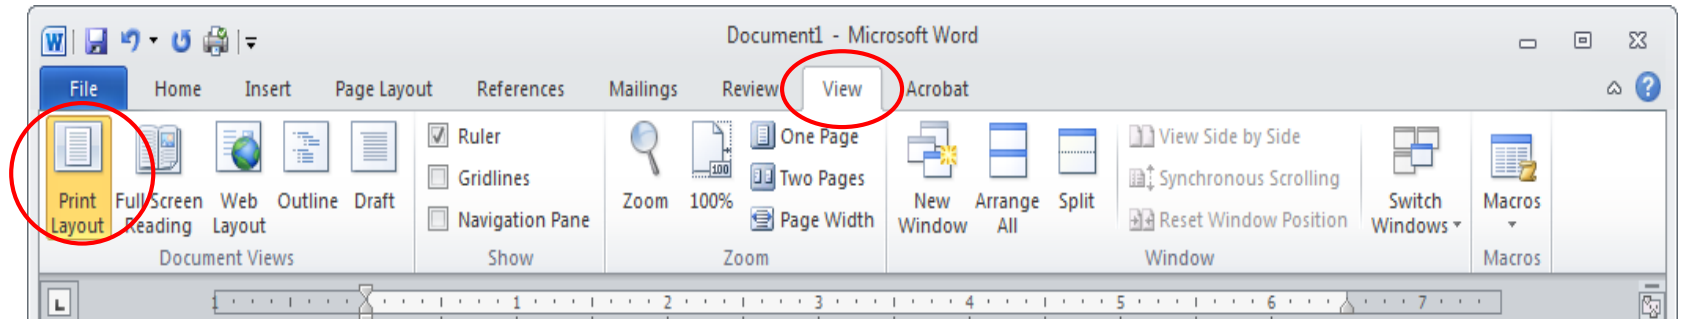 Document1 - Microsoft Word
File Home Insert Page Layout References Mailings Review View Acrobat
Print Layout
Full Screen Reading
Web Layout
Outline
Draft
Document Views
Ruler
Gridlines
Navigation Pane
Show
Zoom
100
100%
One Page
Two Pages
Page Width
Zoom
New Window
Arrange All
Split
View Side by Side
Synchronous Scrolling
Reset Window Position
Switch Windows
Window
Macros
Macros
L 1 1 2 3 4 5 6 7